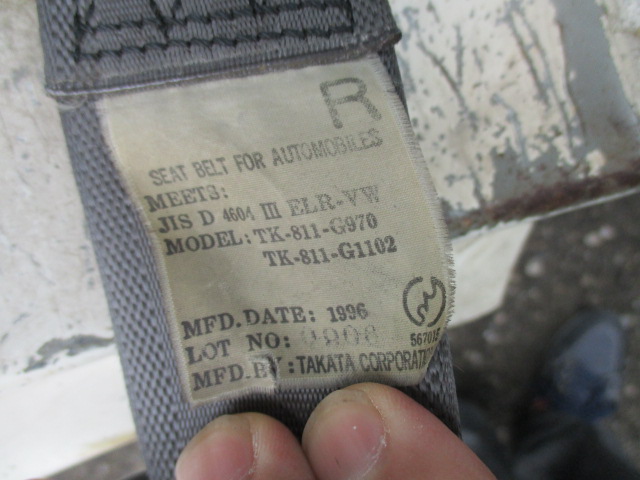 R
SEAT BELT FOR AUTOMOBILES
MEETS:
JIS D 4604 III ELR-VW
MODEL: TK-811-G970
TK-811-G1102
MFD. DATE: 1996
LOT NO:
MFD. BY: TAKATA CORPORATION